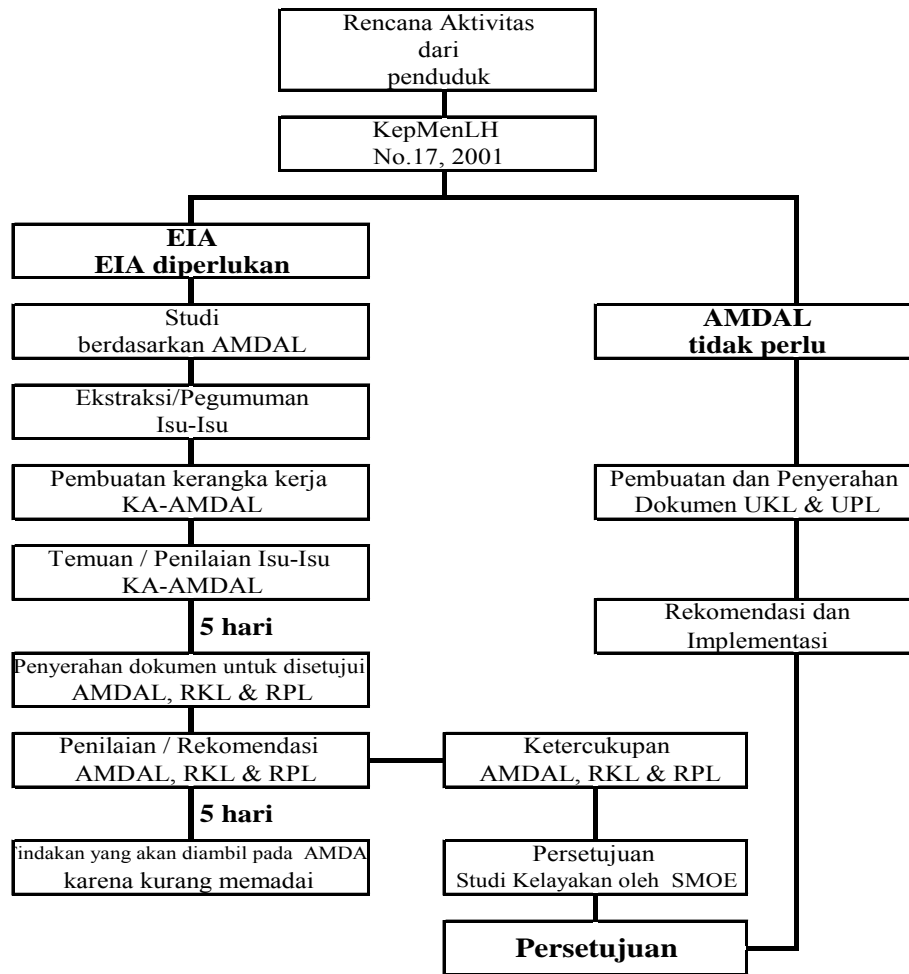 Rencana Aktivitas
dari
penduduk
KepMenLH
No.17, 2001
EIA
EIA diperlukan
Studi
berdasarkan AMDAL
Ekstraksi/Pegumuman
Isu-Isu
Pembuatan kerangka kerja
KA-AMDAL
Temuan / Penilaian Isu-Isu
KA-AMDAL
5 hari
Penyerahan dokumen untuk disetujui
AMDAL, RKL & RPL
Penilaian / Rekomendasi
AMDAL, RKL & RPL
5 hari
indakan yang akan diambil pada AMDA
karena kurang memadai
Ketercukupan
AMDAL, RKL & RPL
Persetujuan
Studi Kelayakan oleh SMOE
Persetujuan
AMDAL
tidak perlu
Pembuatan dan Penyerahan
Dokumen UKL & UPL
Rekomendasi dan
Implementasi